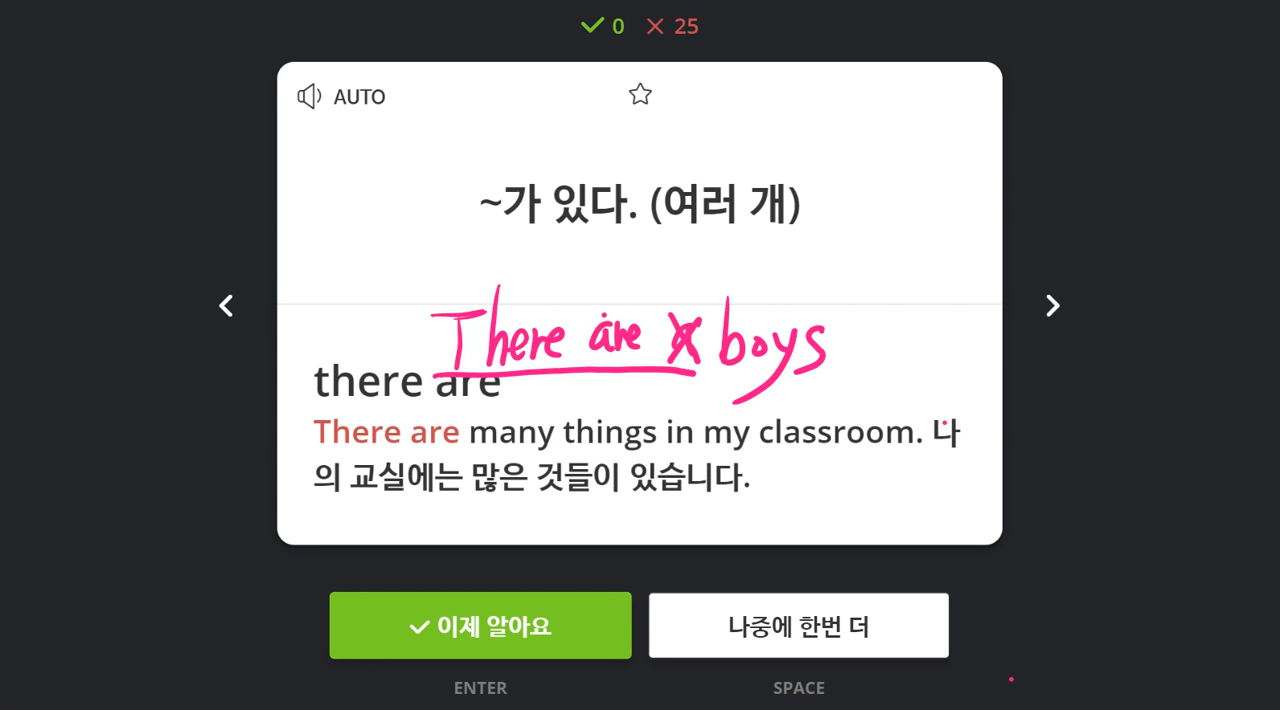 0 25
AUTO
~가 있다. (여러 개)
There are boys
there are
There are many things in my classroom. 나
의 교실에는 많은 것들이 있습니다.
이제 알아요 나중에 한번 더
ENTER SPACE